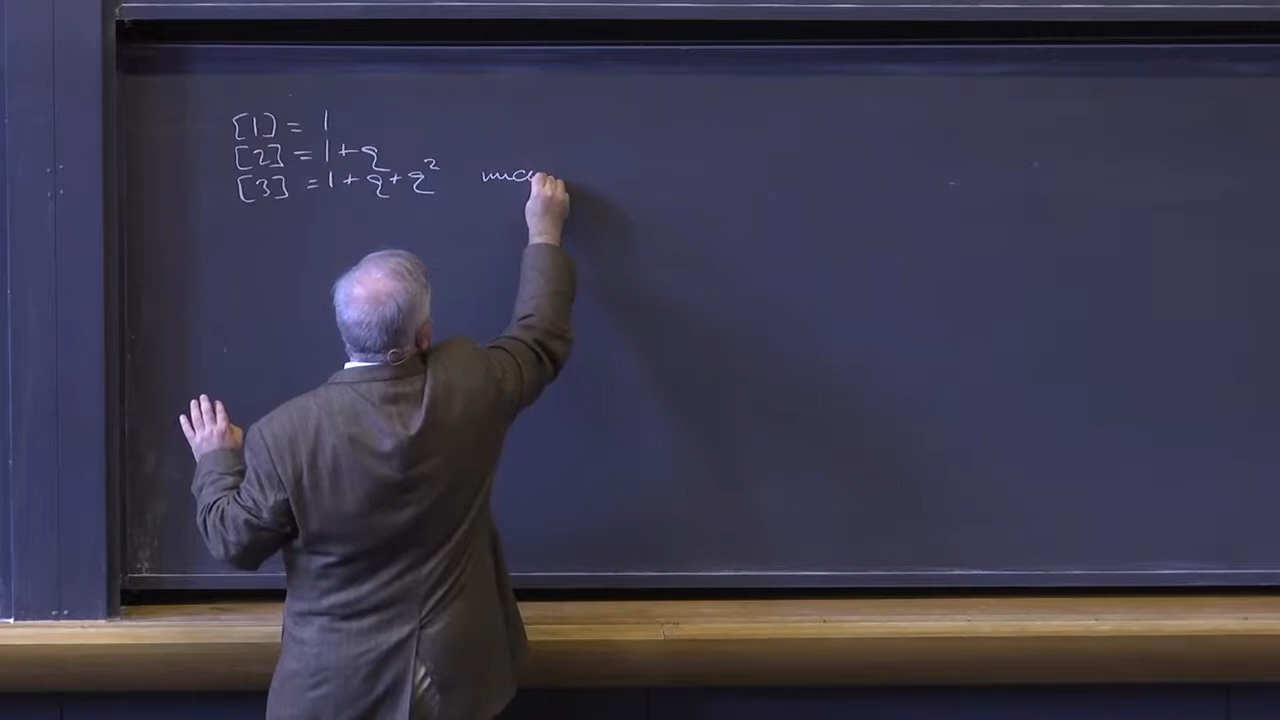 [1] = 1
[2] = 1+q
[3] = 1+q+q²